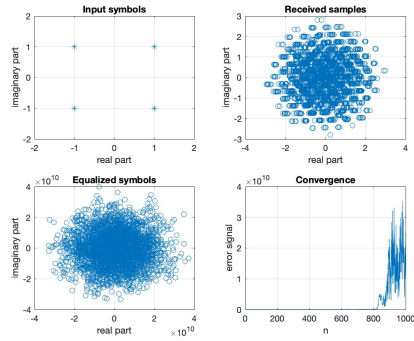 Input symbols
2
1
0
-1
-2
-2 0 2
real part
imaginary part
Received samples
3
2
1
0
-1
-2
-3
-4 -2 0 2 4
real part
imaginary part
Equalized symbols
×10^10
4
2
0
-2
-4
-4 -2 0 2 4
×10^10
real part
imaginary part
Convergence
×10^10
4
3
2
1
0
0 200 400 600 800 1000
n
error signal